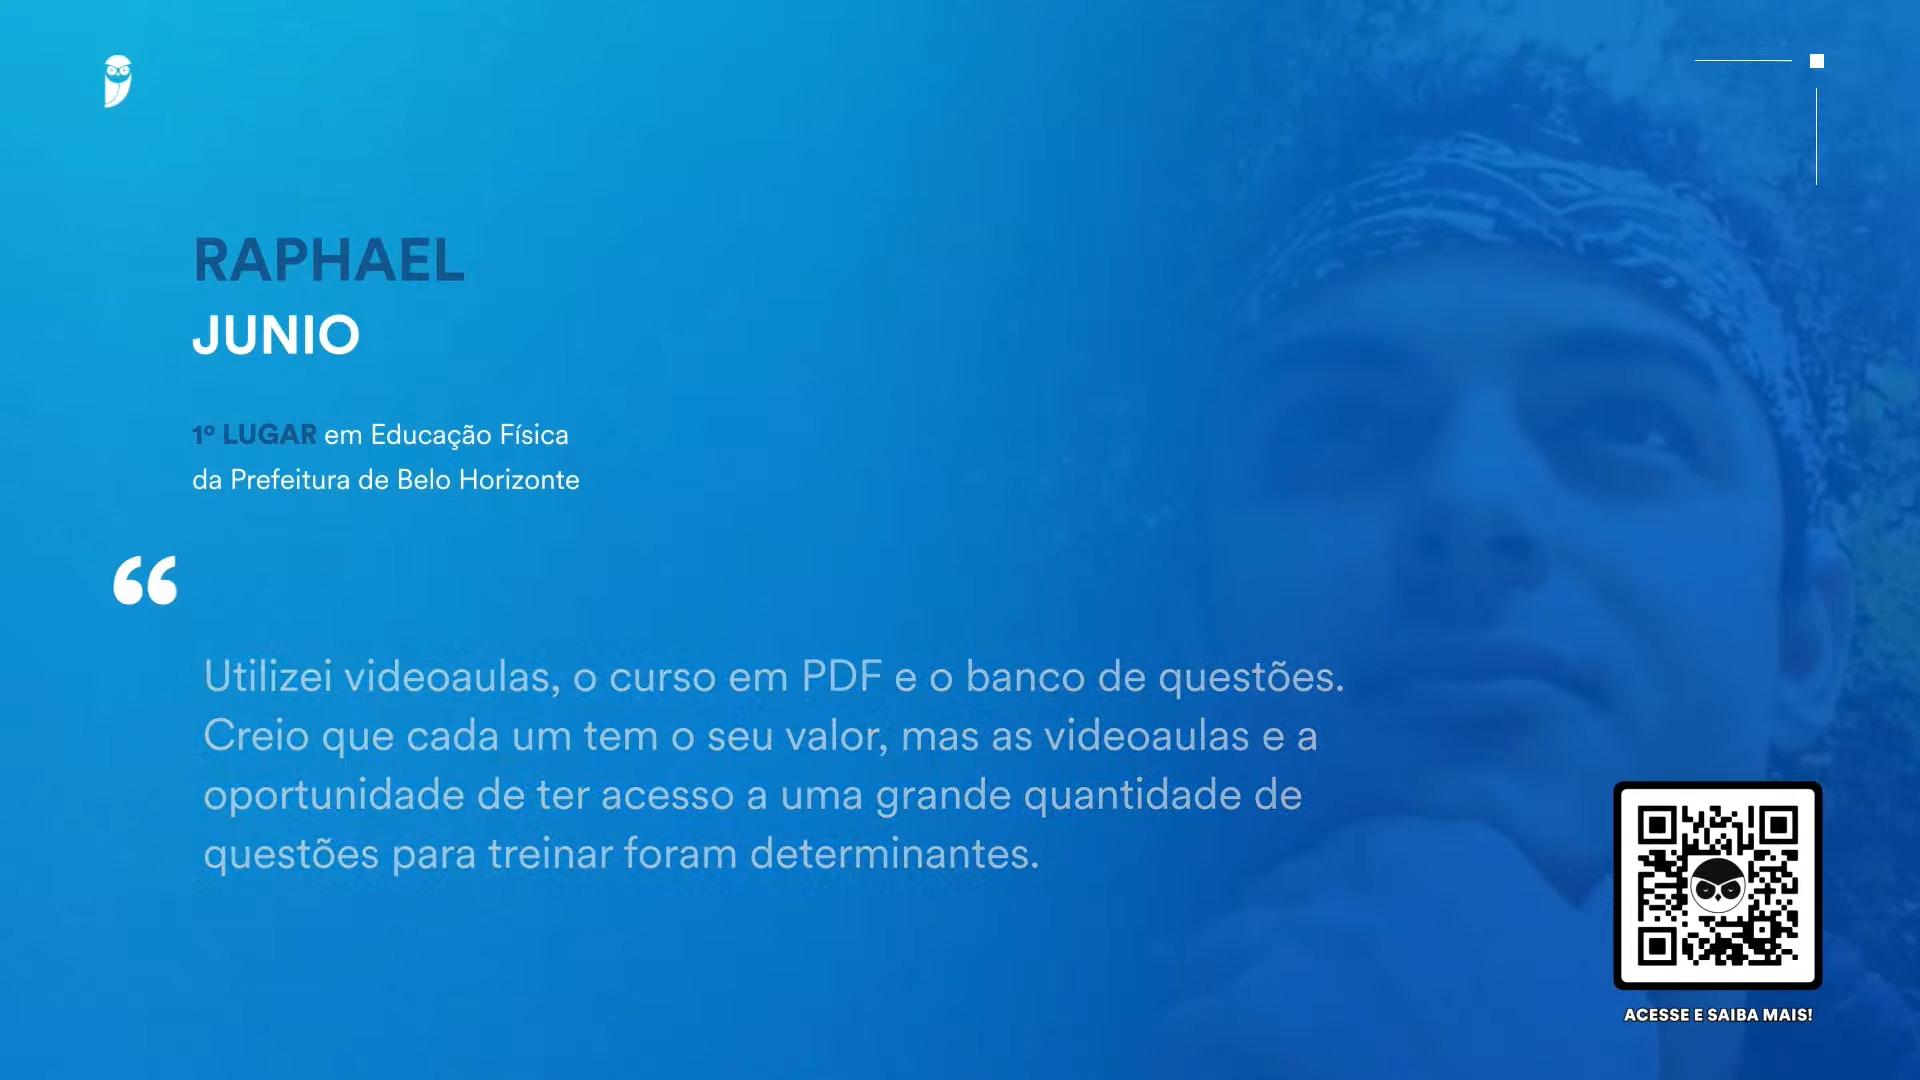 RAPHAEL
JUNIO
1º LUGAR em Educação Física
da Prefeitura de Belo Horizonte
“
Utilizei videoaulas, o curso em PDF e o banco de questões.
Creio que cada um tem o seu valor, mas as videoaulas e a
oportunidade de ter acesso a uma grande quantidade de
questões para treinar foram determinantes.
ACESSE E SAIBA MAIS!